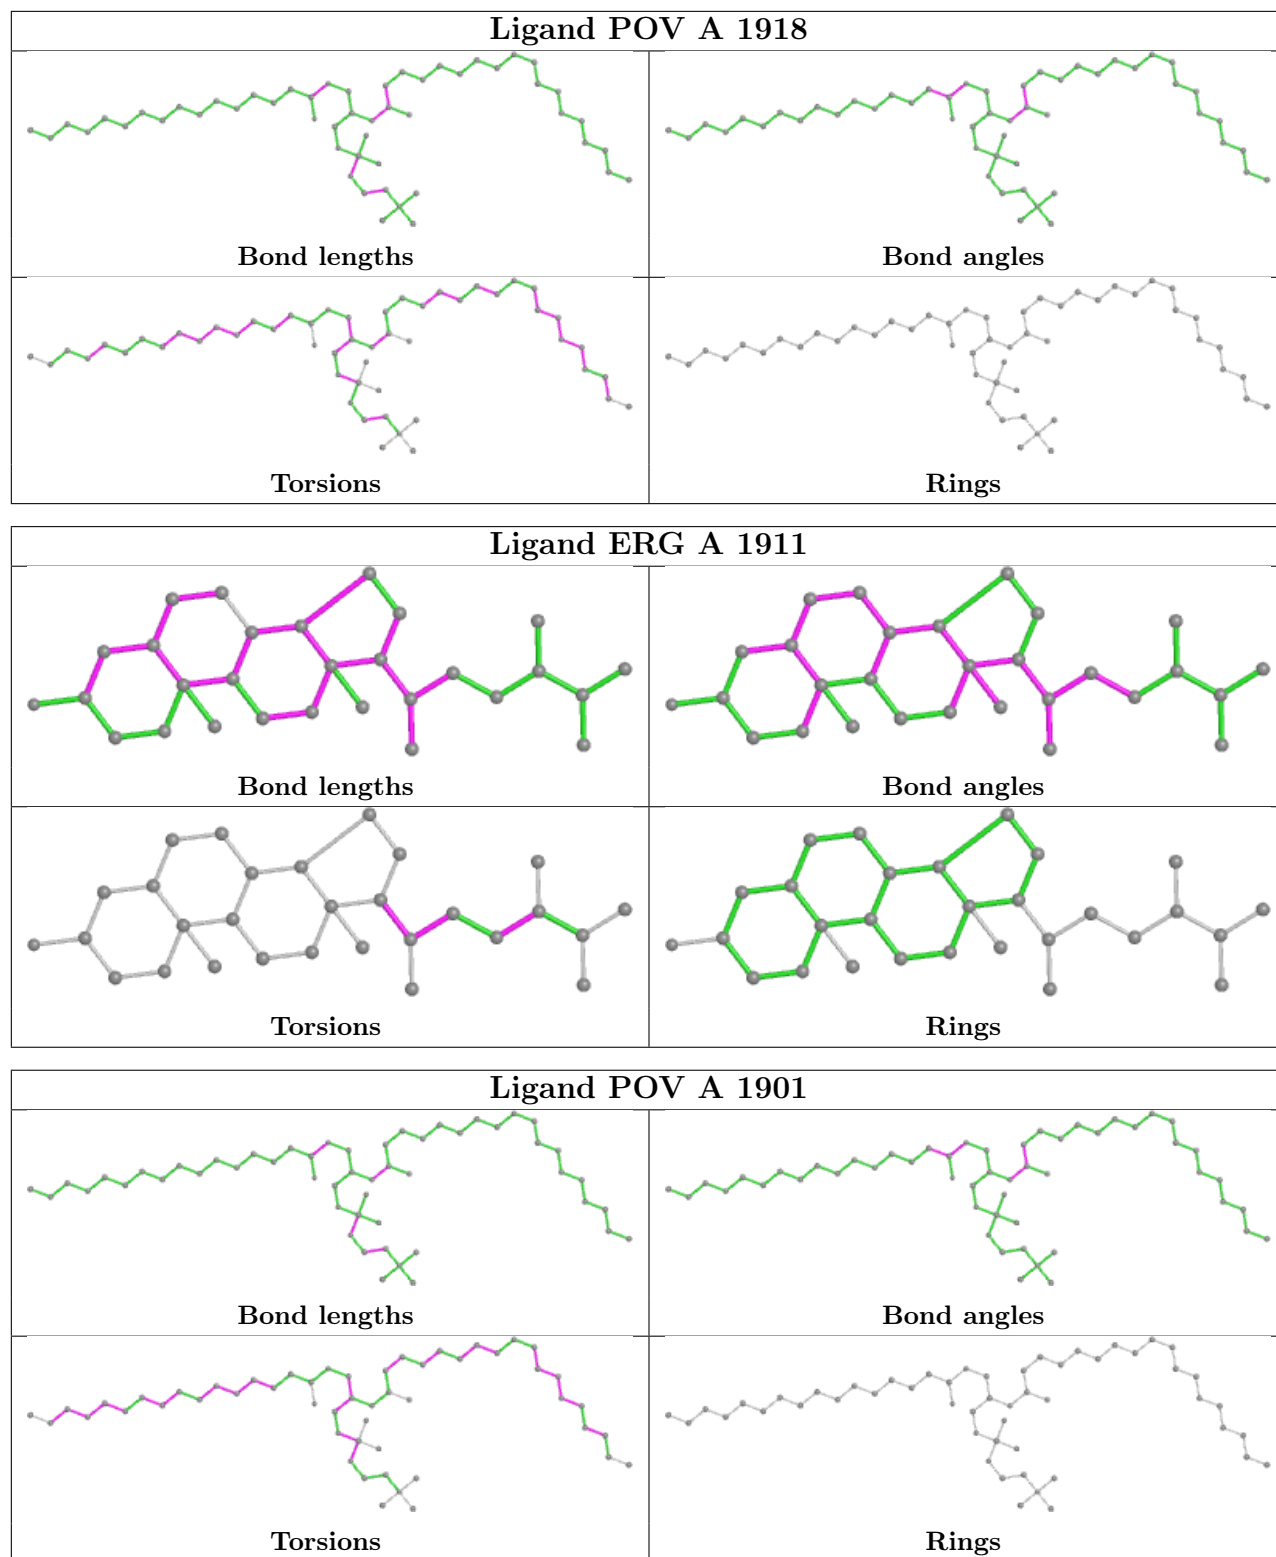 Ligand POV A 1918
Bond lengths
Bond angles
Torsions
Rings
Ligand ERG A 1911
Bond lengths
Bond angles
Torsions
Rings
Ligand POV A 1901
Bond lengths
Bond angles
Torsions
Rings